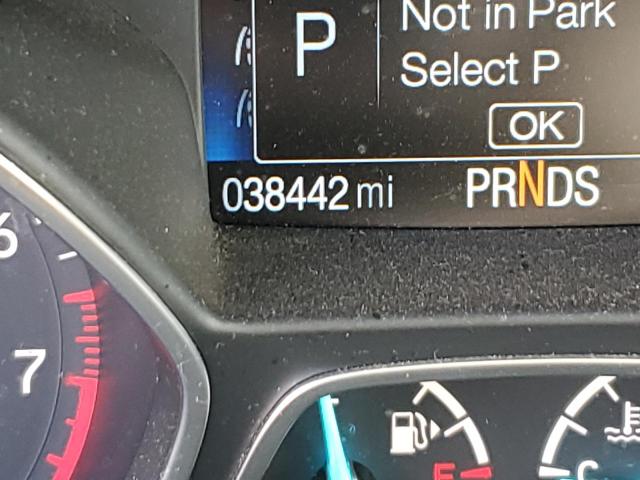 P
Not in Park
Select P
OK
038442 mi
PRNDS
6
7
E
C